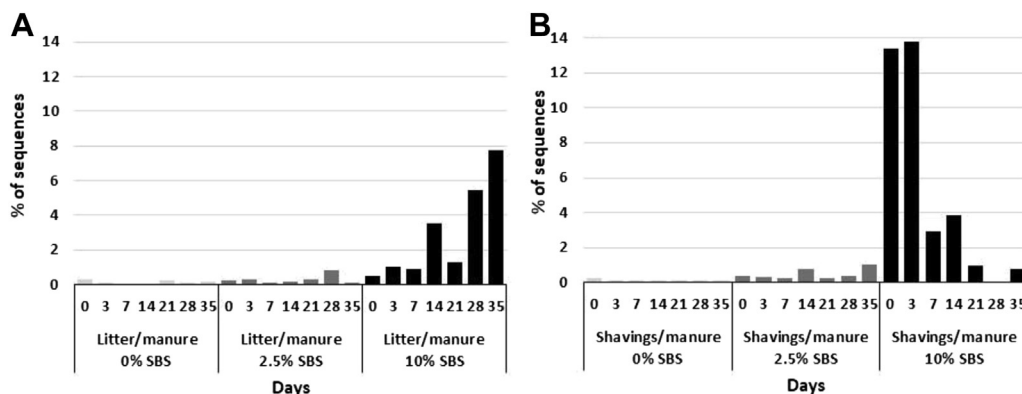 A
% of sequences
14
12
10
8
6
4
2
0
0 3 7 14 21 28 35 0 3 7 14 21 28 35 0 3 7 14 21 28 35
Litter/manure Litter/manure Litter/manure
0% SBS 2.5% SBS 10% SBS
Days
B
% of sequences
14
12
10
8
6
4
2
0
0 3 7 14 21 28 35 0 3 7 14 21 28 35 0 3 7 14 21 28 35
Shavings/manure Shavings/manure Shavings/manure
0% SBS 2.5% SBS 10% SBS
Days